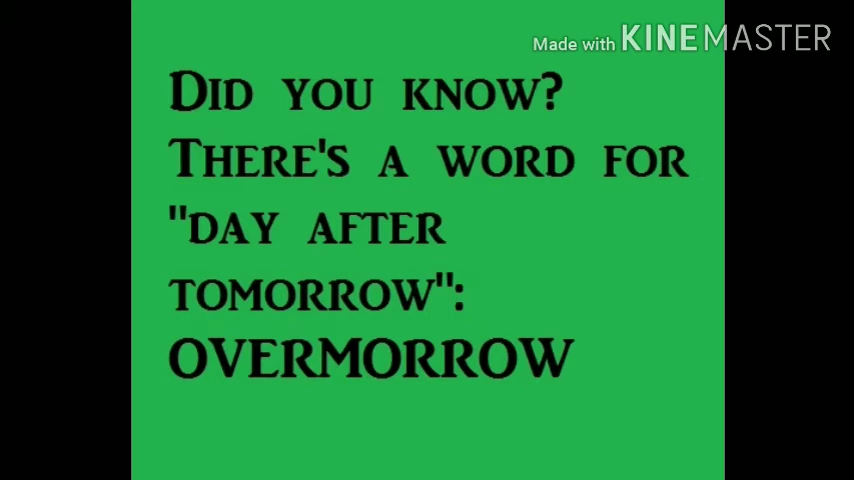 Made with KINEMASTER
Did you know?
There's a word for
"day after
tomorrow":
OVERMORROW